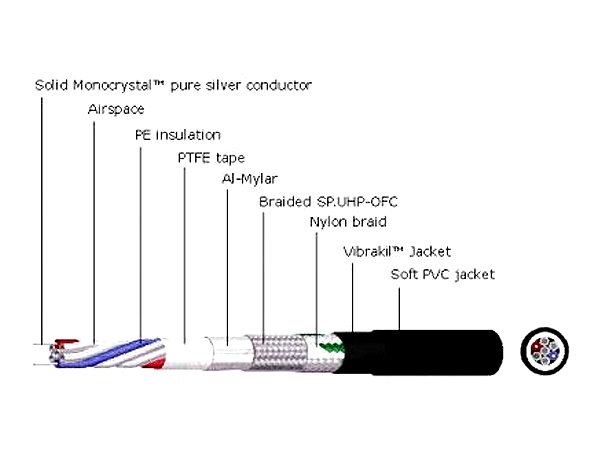 Solid Monocrystal™ pure silver conductor
Airspace
PE insulation
PTFE tape
Al-Mylar
Braided SP.UHP-OFC
Nylon braid
Vibrakil™ Jacket
Soft PVC jacket